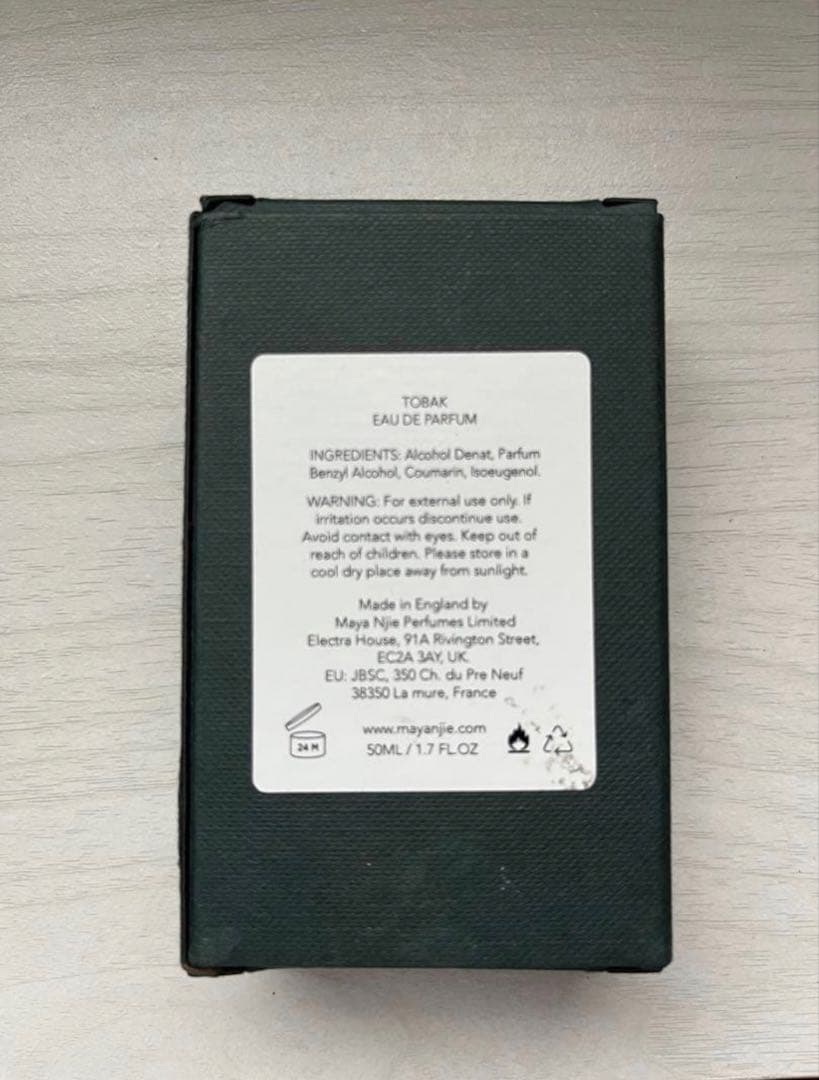 TOBAK
EAU DE PARFUM
INGREDIENTS: Alcohol Denat, Parfum
Benzyl Alcohol, Coumarin, Isoeugenol.
WARNING: For external use only. If
irritation occurs discontinue use.
Avoid contact with eyes. Keep out of
reach of children. Please store in a
cool dry place away from sunlight.
Made in England by
Maya Njie Perfumes Limited
Electra House, 91A Rivington Street,
EC2A 3AY, UK.
EU: JBSC, 350 Ch. du Pre Neuf
38350 La mure, France
www.mayanjie.com
24 M
50ML / 1.7 FL.OZ